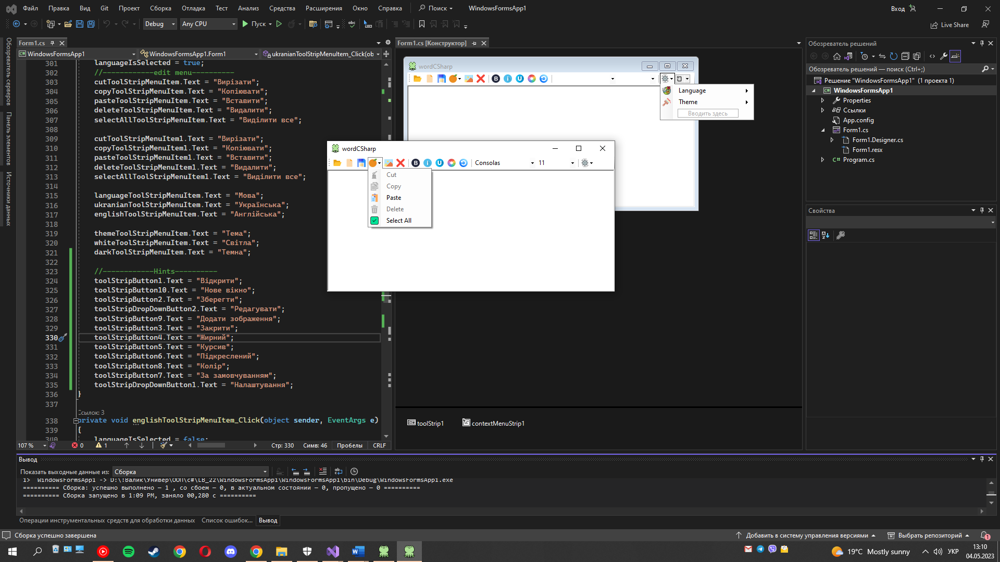 Файл Правка Вид Git Проект Сборка Отладка Тест Анализ Средства Расширения Окно Справка Поиск WindowsFormsApp1 Вход
Debug Any CPU Пуск Live Share
Обозреватель серверов
Панель элементов
Источники данных
Form1.cs
WindowsFormsApp1 WindowsFormsApp1.Form1 ukranianToolStripMenuItem_Click(ob
301 languageIsSelected = true;
302 //------------edit menu----------
303 cutToolStripMenuItem.Text = "Вирізати";
304 copyToolStripMenuItem.Text = "Копіювати";
305 pasteToolStripMenuItem.Text = "Вставити";
306 deleteToolStripMenuItem.Text = "Видалити";
307 selectAllToolStripMenuItem.Text = "Виділити все";
308
309 cutToolStripMenuItem1.Text = "Вирізати";
310 copyToolStripMenuItem1.Text = "Копіювати";
311 pasteToolStripMenuItem1.Text = "Вставити";
312 deleteToolStripMenuItem1.Text = "Видалити";
313 selectAllToolStripMenuItem1.Text = "Виділити все";
314
315 languageToolStripMenuItem.Text = "Мова";
316 ukranianToolStripMenuItem.Text = "Українська";
317 englishToolStripMenuItem.Text = "Англійська";
318
319 themeToolStripMenuItem.Text = "Тема";
320 whiteToolStripMenuItem.Text = "Світла";
321 darkToolStripMenuItem.Text = "Темна";
322
323 //------------Hints----------
324 toolStripButton1.Text = "Відкрити";
325 toolStripButton10.Text = "Нове вікно";
326 toolStripButton2.Text = "Зберегти";
327 toolStripDropDownButton2.Text = "Редагувати";
328 toolStripButton9.Text = "Додати зображення";
329 toolStripButton3.Text = "Закрити";
330 toolStripButton4.Text = "Жирний";
331 toolStripButton5.Text = "Курсив";
332 toolStripButton6.Text = "Підкреслений";
333 toolStripButton8.Text = "Колір";
334 toolStripButton7.Text = "За замовчуванням";
335 toolStripDropDownButton1.Text = "Налаштування";
336 }
337
Ссылок: 3
338 private void englishToolStripMenuItem_Click(object sender, EventArgs e)
339 {
340 languageIsSelected = false;
107 % 0 1 Стр: 330 Симв: 46 Пробелы CRLF
Form1.cs [Конструктор]
wordCSharp
Language
Theme
Вводить здесь
wordCSharp
Consolas 11
Cut
Copy
Paste
Delete
Select All
toolStrip1 contextMenuStrip1
Обозреватель решений
Обозреватель решений — поиск (Ctrl+;)
Решение "WindowsFormsApp1" (1 проекта 1)
WindowsFormsApp1
Properties
Ссылки
App.config
Form1.cs
Form1.Designer.cs
Form1.resx
Program.cs
Свойства
Вывод
Показать выходные данные из: Сборка
1> WindowsFormsApp1 -> D:\!Валик\Универ\ООП\c#\LB_22\WindowsFormsApp1\WindowsFormsApp1\bin\Debug\WindowsFormsApp1.exe
========== Сборка: успешно выполнено — 1 , со сбоем — 0, в актуальном состоянии — 0, пропущено — 0 ==========
========== Сборка запущено в 1:09 PM, заняло 00,280 с ==========
Операции инструментальных средств для обработки данных Список ошибок... Вывод
Сборка успешно завершена Добавить в систему управления версиями Выбрать репозиторий 1
19°C Mostly sunny УКР 13:10
04.05.2023